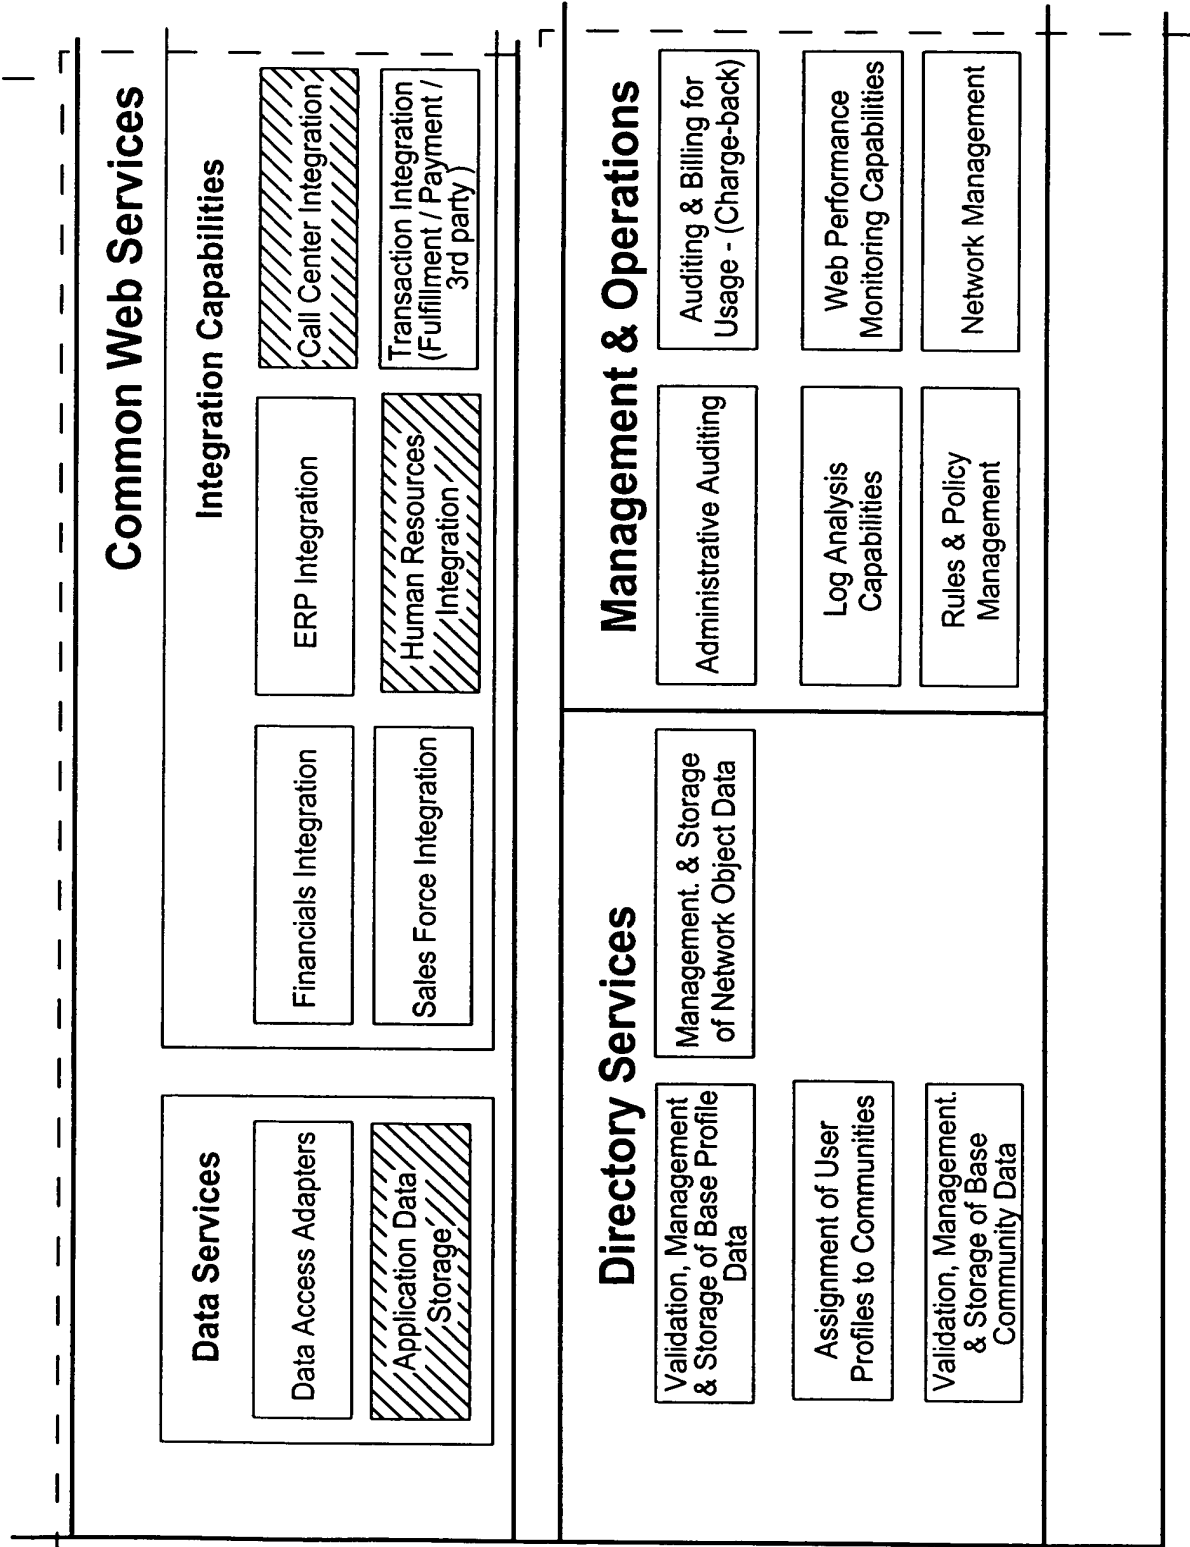 Common Web Services
Data Services
Data Access Adapters
Application Data
Storage
Integration Capabilities
Financials Integration
ERP Integration
Call Center Integration
Sales Force Integration
Human Resources
Integration
Transaction Integration
(Fulfillment / Payment /
3rd party )
Directory Services
Validation, Management
& Storage of Base Profile
Data
Management. & Storage
of Network Object Data
Assignment of User
Profiles to Communities
Validation, Management.
& Storage of Base
Community Data
Management & Operations
Administrative Auditing
Auditing & Billing for
Usage - (Charge-back)
Log Analysis
Capabilities
Web Performance
Monitoring Capabilities
Rules & Policy
Management
Network Management